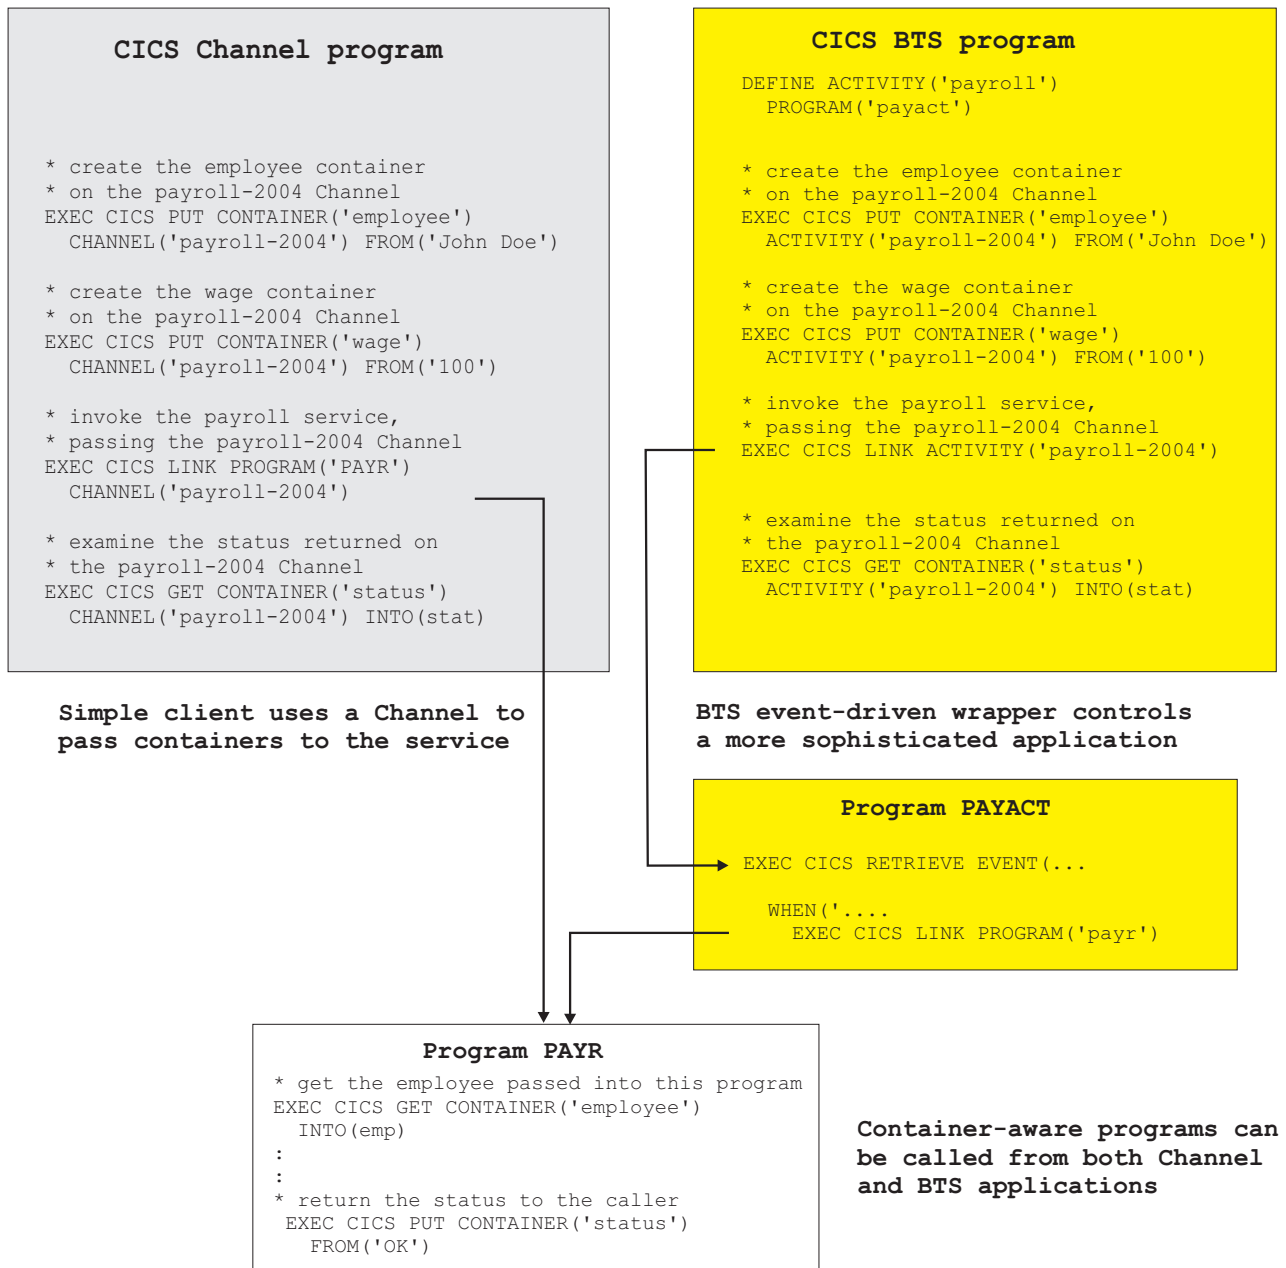 CICS Channel program
* create the employee container
* on the payroll-2004 Channel
EXEC CICS PUT CONTAINER('employee')
CHANNEL('payroll-2004') FROM('John Doe')
* create the wage container
* on the payroll-2004 Channel
EXEC CICS PUT CONTAINER('wage')
CHANNEL('payroll-2004') FROM('100')
* invoke the payroll service,
* passing the payroll-2004 Channel
EXEC CICS LINK PROGRAM('PAYR')
CHANNEL('payroll-2004')
* examine the status returned on
* the payroll-2004 Channel
EXEC CICS GET CONTAINER('status')
CHANNEL('payroll-2004') INTO(stat)
Simple client uses a Channel to
pass containers to the service
CICS BTS program
DEFINE ACTIVITY('payroll')
PROGRAM('payact')
* create the employee container
* on the payroll-2004 Channel
EXEC CICS PUT CONTAINER('employee')
ACTIVITY('payroll-2004') FROM('John Doe')
* create the wage container
* on the payroll-2004 Channel
EXEC CICS PUT CONTAINER('wage')
ACTIVITY('payroll-2004') FROM('100')
* invoke the payroll service,
* passing the payroll-2004 Channel
EXEC CICS LINK ACTIVITY('payroll-2004')
* examine the status returned on
* the payroll-2004 Channel
EXEC CICS GET CONTAINER('status')
ACTIVITY('payroll-2004') INTO(stat)
BTS event-driven wrapper controls
a more sophisticated application
Program PAYACT
EXEC CICS RETRIEVE EVENT(...
WHEN('....
EXEC CICS LINK PROGRAM('payr')
Program PAYR
* get the employee passed into this program
EXEC CICS GET CONTAINER('employee')
INTO(emp)
:
:
* return the status to the caller
EXEC CICS PUT CONTAINER('status')
FROM('OK')
Container-aware programs can
be called from both Channel
and BTS applications